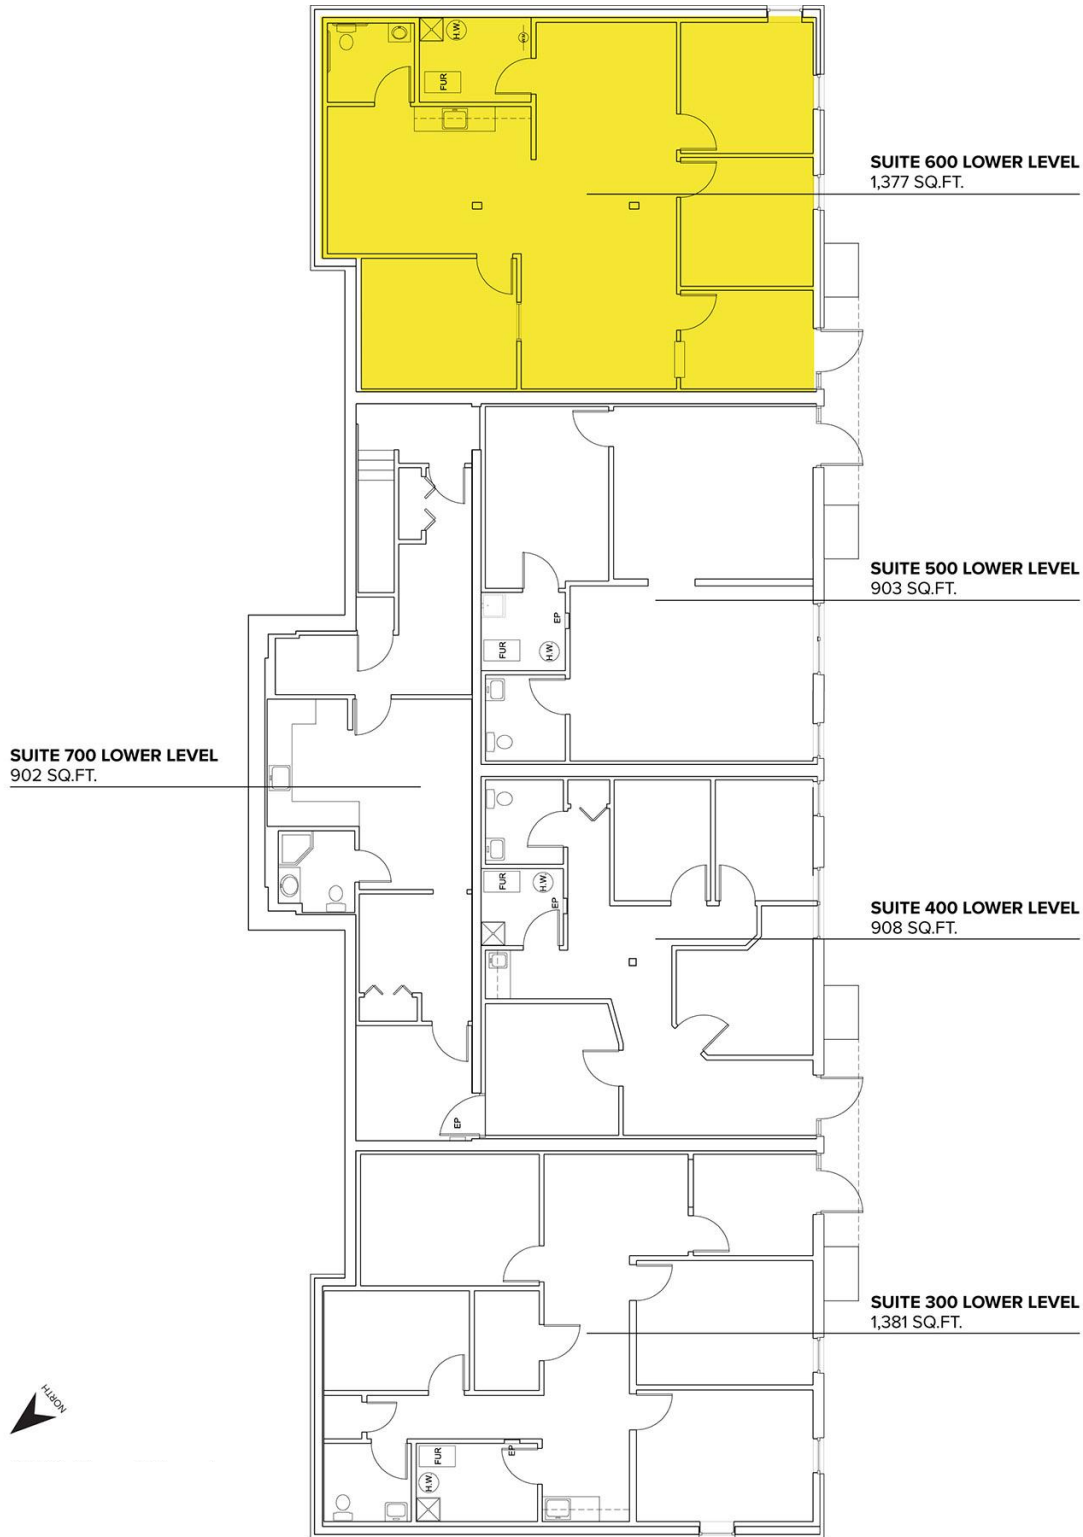 H.W.
FUR
SUITE 600 LOWER LEVEL
1,377 SQ.FT.
SUITE 500 LOWER LEVEL
903 SQ.FT.
EP
FUR
H.W.
SUITE 700 LOWER LEVEL
902 SQ.FT.
FUR
H.W.
EP
SUITE 400 LOWER LEVEL
908 SQ.FT.
EP
SUITE 300 LOWER LEVEL
1,381 SQ.FT.
NORTH
EP
FUR
H.W.